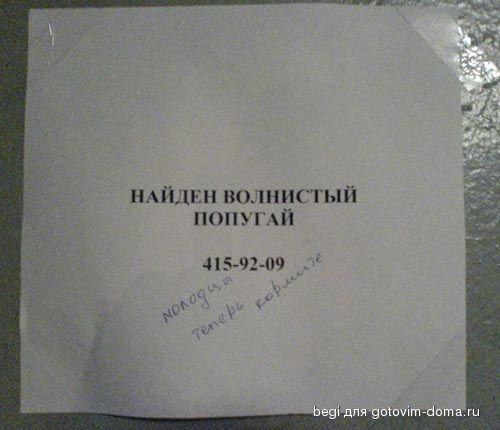 НАЙДЕН ВОЛНИСТЫЙ
ПОПУГАЙ
415-92-09
молодцы
теперь кормите
begi для gotovim-doma.ru